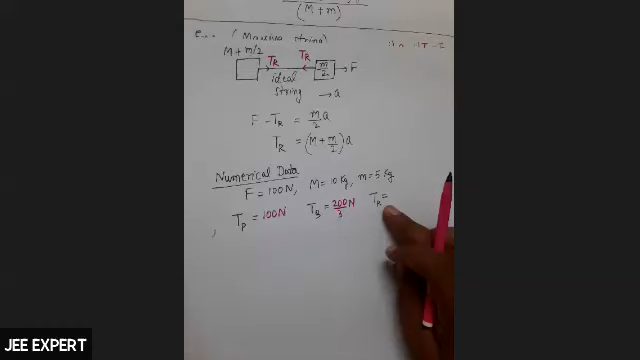 (M+m)
(Massive string)
M+m/2
T_R
T_R
m/2
F
ideal
string
→a
F-T_R = m/2 a
T_R = (M+m/2)a
Numerical Data
F=100N, M=10 Kg, m=5 Kg
T_P = 100N T_B = 200N/3 T_R=
JEE EXPERT